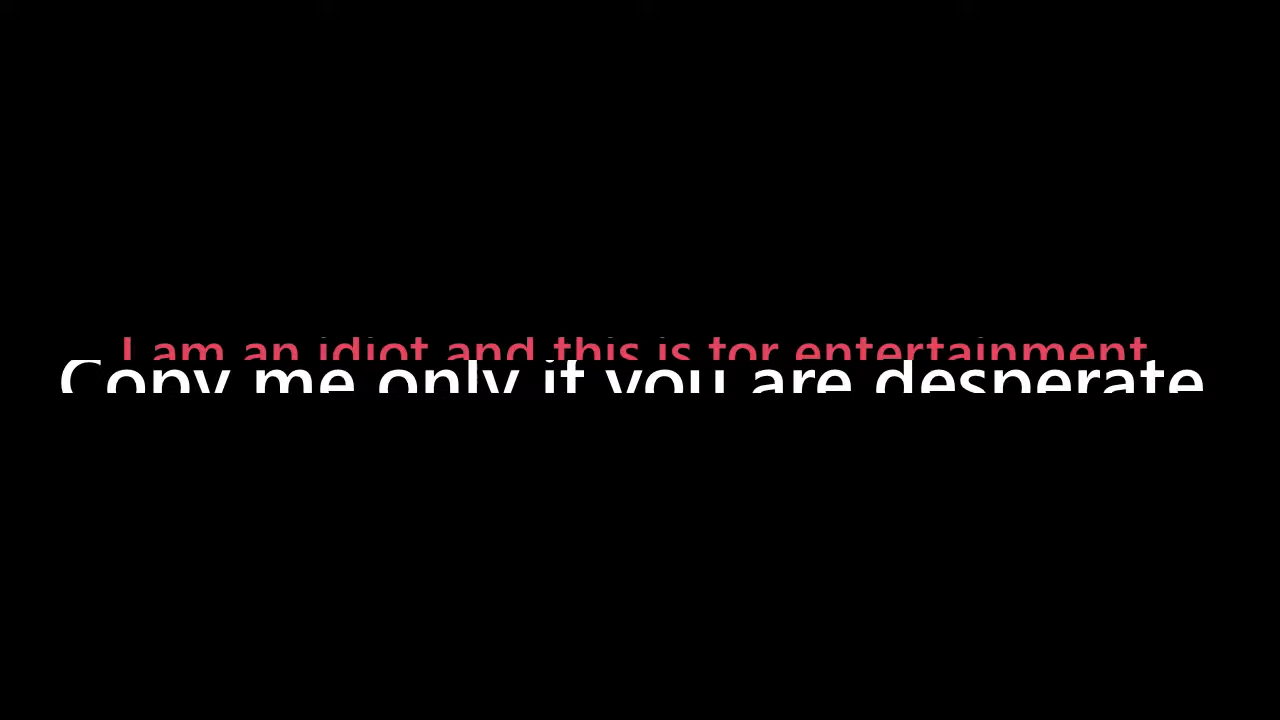 I am an idiot and this is for entertainment
Copy me only if you are desperate